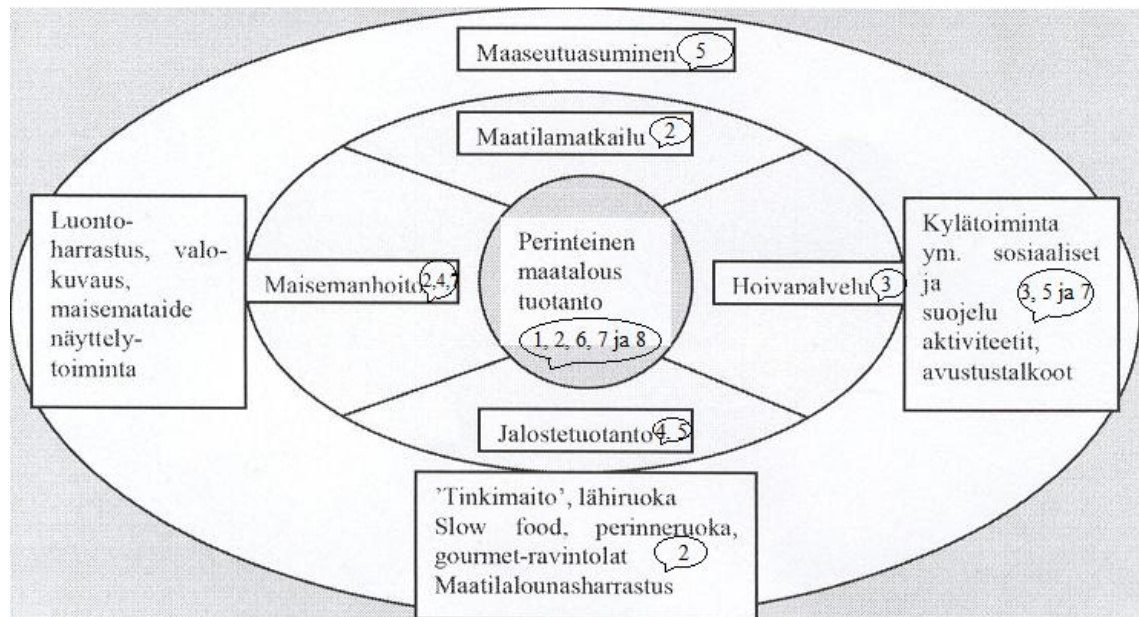 Maaseutuasuminen 5
Maatilamatkailu 2
Luonto-
harrastus, valo-
kuvaus,
maisemataide
näyttely-
toiminta
Maisemanhoito 2,4,7
Perinteinen
maatalous
tuotanto
1, 2, 6, 7 ja 8
Hoivanalvelu 3
Kylätoiminta
ym. sosiaaliset
ja
suojelu 3, 5 ja 7
aktiviteetit,
avustustalkoot
Jalostetuotanto 4, 5
'Tinkimaito', lähiruoka
Slow food, perinneruoka,
gourmet-ravintolat 2
Maatilalounasharrastus